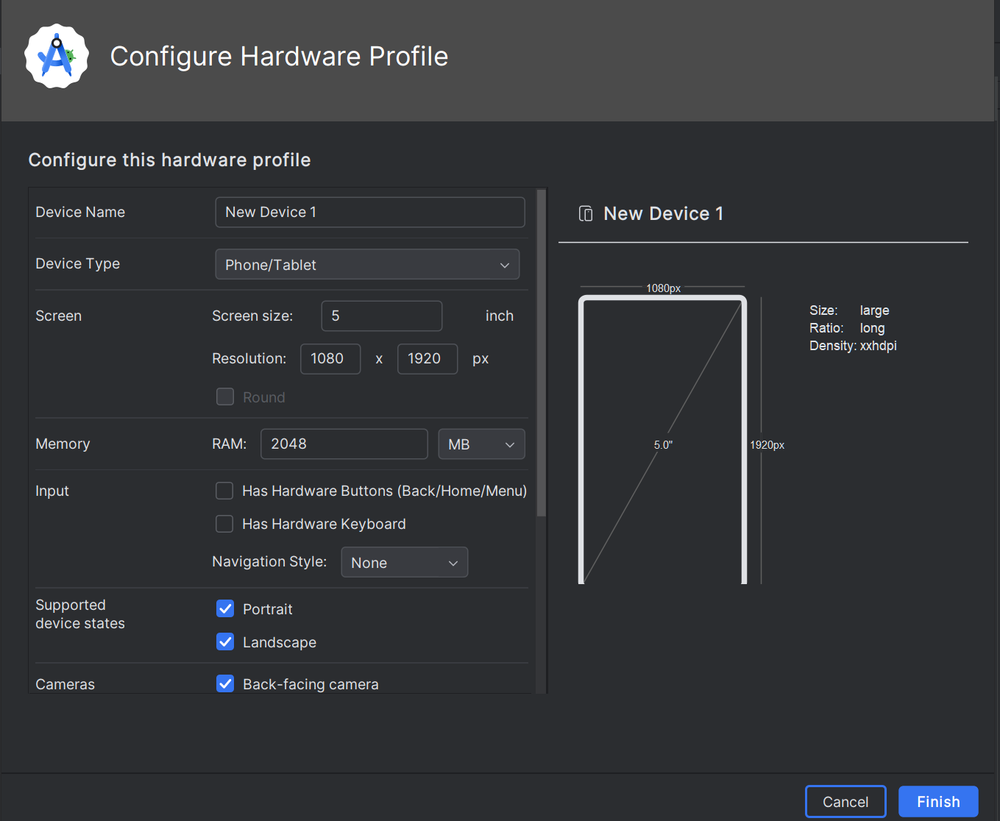 Configure Hardware Profile
Configure this hardware profile
Device Name New Device 1
Device Type Phone/Tablet
Screen Screen size: 5 inch
Resolution: 1080 x 1920 px
Round
Memory RAM: 2048 MB
Input Has Hardware Buttons (Back/Home/Menu)
Has Hardware Keyboard
Navigation Style: None
Supported
device states
Portrait
Landscape
Cameras Back-facing camera
New Device 1
1080px
Size: large
Ratio: long
Density: xxhdpi
5.0"
1920px
Cancel Finish